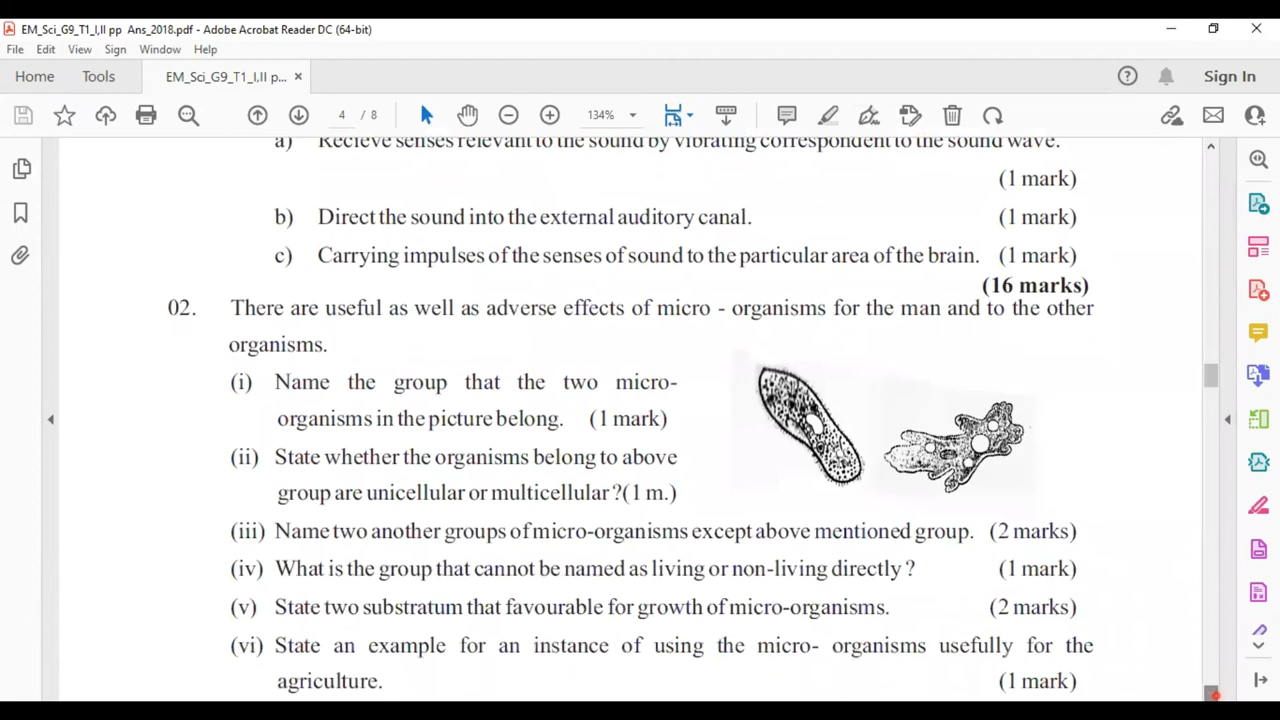 EM_Sci_G9_T1_I,II pp  Ans_2018.pdf - Adobe Acrobat Reader DC (64-bit)
File Edit View Sign Window Help
Home Tools EM_Sci_G9_T1_I,II p... × Sign In
4 / 8 134%
a) Recieve senses relevant to the sound by vibrating correspondent to the sound wave.
(1 mark)
b) Direct the sound into the external auditory canal. (1 mark)
c) Carrying impulses of the senses of sound to the particular area of the brain. (1 mark)
(16 marks)
02. There are useful as well as adverse effects of micro - organisms for the man and to the other
organisms.
(i) Name the group that the two micro-
organisms in the picture belong. (1 mark)
(ii) State whether the organisms belong to above
group are unicellular or multicellular ?(1 m.)
(iii) Name two another groups of micro-organisms except above mentioned group. (2 marks)
(iv) What is the group that cannot be named as living or non-living directly ? (1 mark)
(v) State two substratum that favourable for growth of micro-organisms. (2 marks)
(vi) State an example for an instance of using the micro- organisms usefully for the
agriculture. (1 mark)